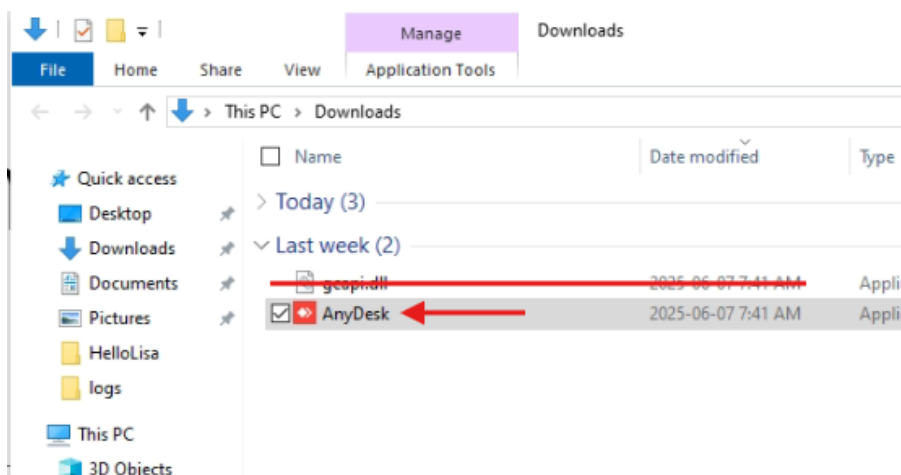 Manage Downloads
File Home Share View Application Tools
This PC > Downloads
Name Date modified Type
Quick access
Today (3)
Desktop
Downloads
Last week (2)
Documents
gcapi.dll 2025-06-07 7:41 AM Appli
Pictures
AnyDesk 2025-06-07 7:41 AM Appli
HelloLisa
logs
This PC
3D Objects